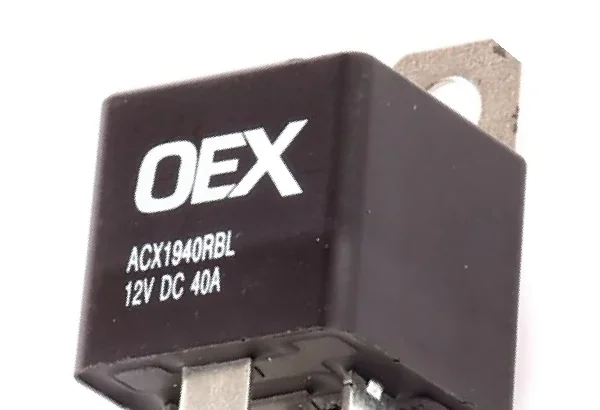 OEX
ACX1940RBL
12V DC 40A